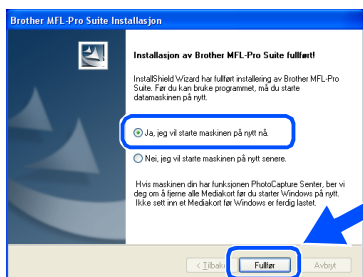 Brother MFL-Pro Suite Installasjon
Installasjon av Brother MFL-Pro Suite fullført!
InstallShield Wizard har fullført installering av Brother MFL-Pro
Suite. Før du kan bruke programmet, må du starte
datamaskinen på nytt.
Ja, jeg vil starte maskinen på nytt nå.
Nei, jeg vil starte maskinen på nytt senere.
Hvis maskinen din har funksjonen PhotoCapture Senter, ber vi
deg om å fjerne alle Mediakort før du starter Windows på nytt.
Ikke sett inn et Mediakort før Windows er ferdig lastet.
< Tilbake Fullfør Avbryt